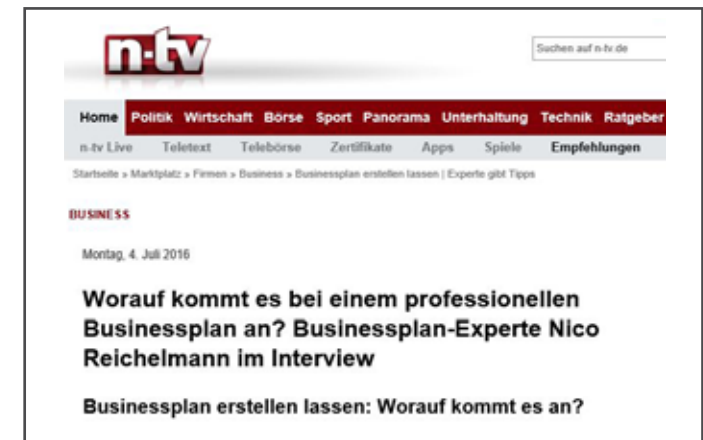 n-tv
Suchen auf n-tv.de
Home Politik Wirtschaft Börse Sport Panorama Unterhaltung Technik Ratgeber
n-tv Live Teletext Telebörse Zertifikate Apps Spiele Empfehlungen
Startseite » Marktplatz » Firmen » Business » Businessplan erstellen lassen | Experte gibt Tipps
BUSINESS
Montag, 4. Juli 2016
Worauf kommt es bei einem professionellen
Businessplan an? Businessplan-Experte Nico
Reichelmann im Interview
Businessplan erstellen lassen: Worauf kommt es an?